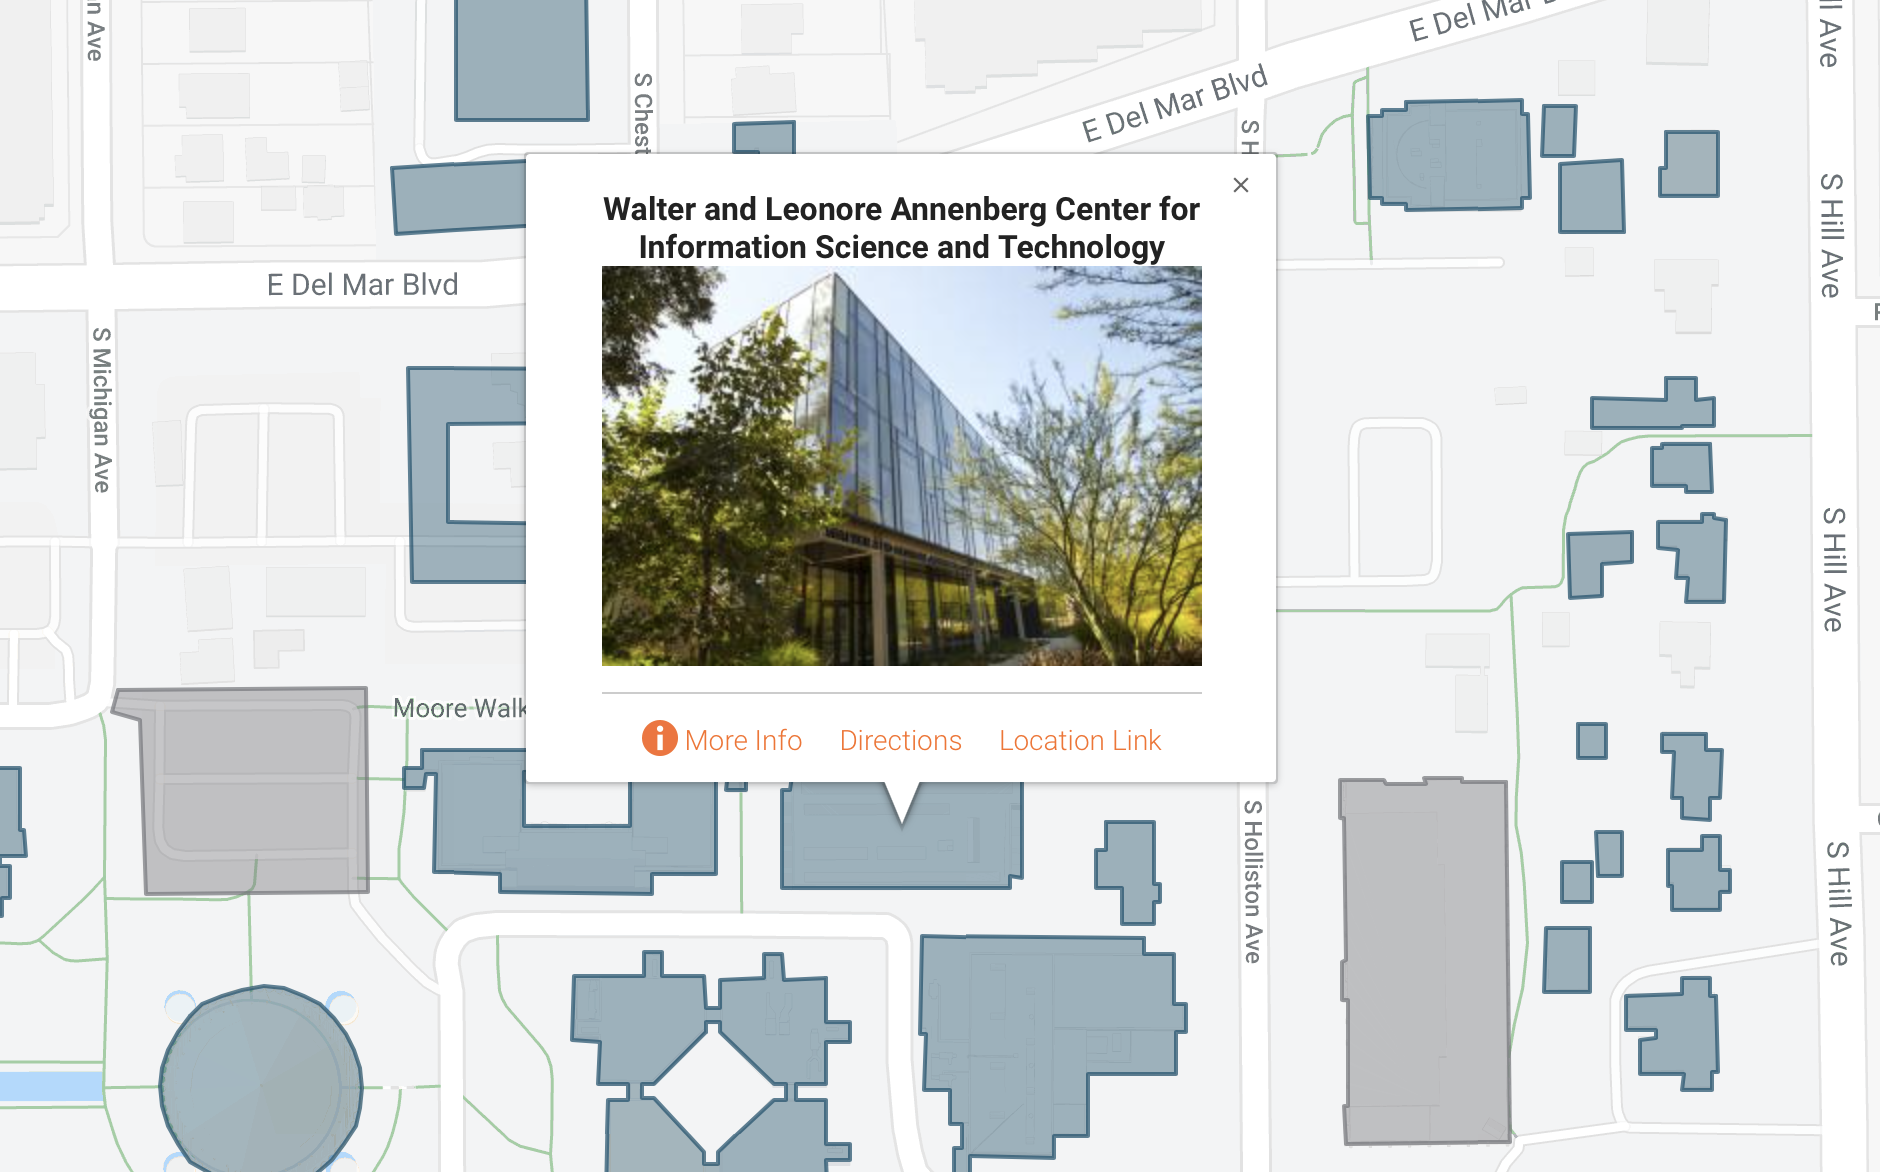 n Ave
E Del Mar B
ll Ave
S Chest
E Del Mar Blvd
S H
Walter and Leonore Annenberg Center for
Information Science and Technology
S Hill Ave
E Del Mar Blvd
S Michigan Ave
S Hill Ave
Moore Walk
More Info
Directions
Location Link
S Holliston Ave
S Hill Ave